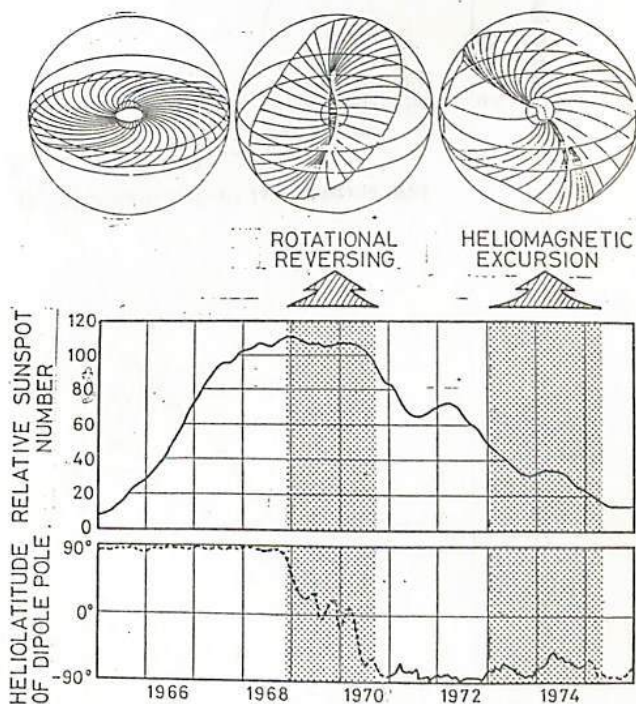 ROTATIONAL
REVERSING
HELIOMAGNETIC
EXCURSION
RELATIVE SUNSPOT
NUMBER
120
100
80
60
40
20
0
HELIOLATITUDE
OF DIPOLE POLE
90°
0°
-90°
1966 1968 1970 1972 1974